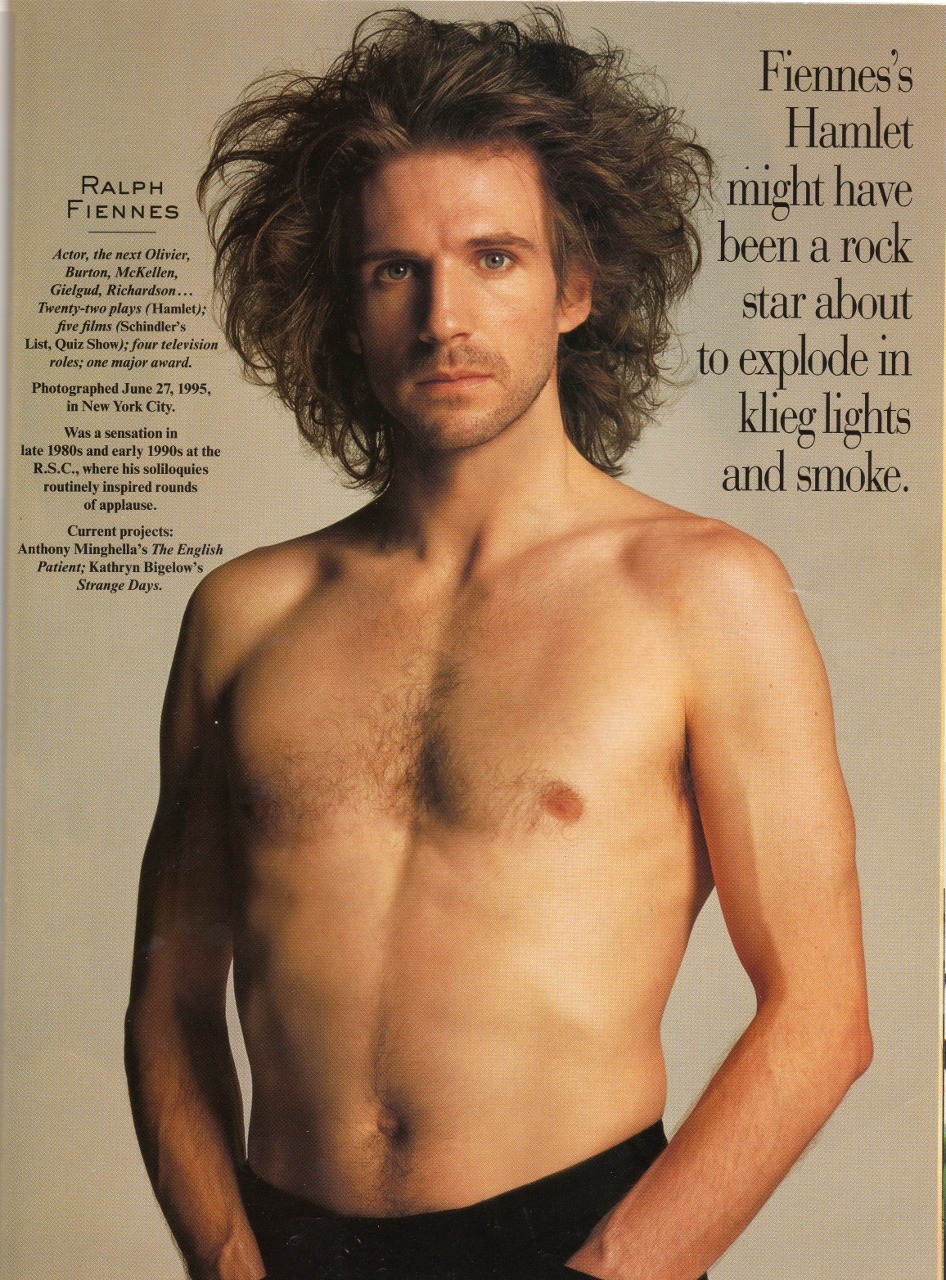 RALPH
FIENNES
Actor, the next Olivier,
Burton, McKellen,
Gielgud, Richardson…
Twenty-two plays (Hamlet);
five films (Schindler's
List, Quiz Show); four television
roles; one major award.
Photographed June 27, 1995,
in New York City.
Was a sensation in
late 1980s and early 1990s at the
R.S.C., where his soliloquies
routinely inspired rounds
of applause.
Current projects:
Anthony Minghella's The English
Patient; Kathryn Bigelow's
Strange Days.
Fiennes's
Hamlet
might have
been a rock
star about
to explode in
klieg lights
and smoke.